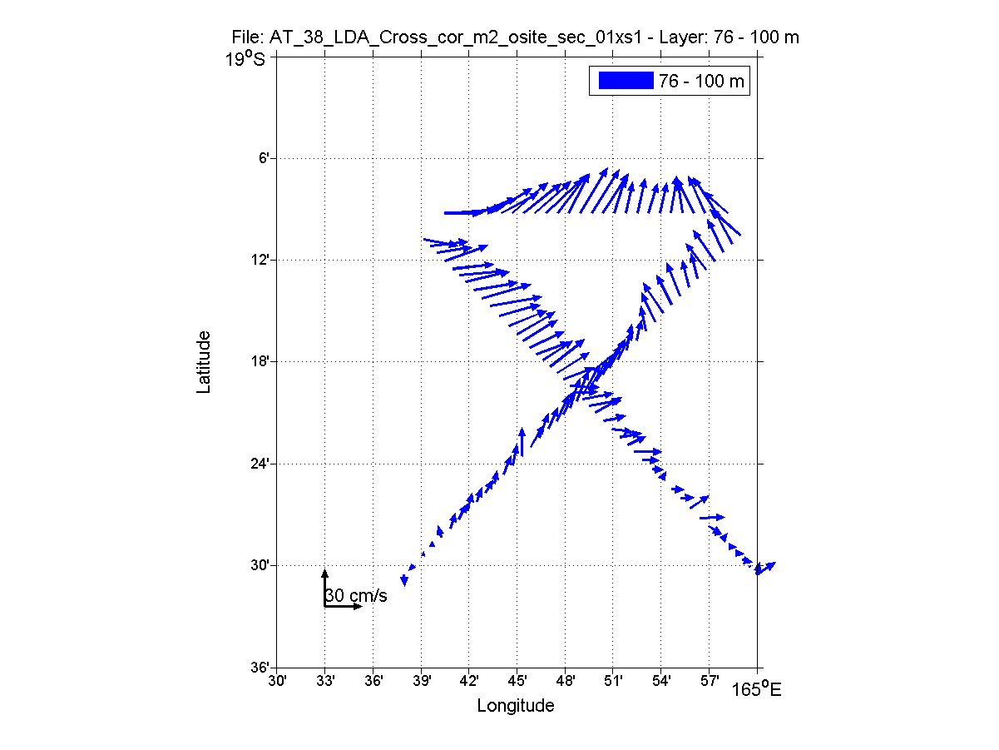 File: AT_38_LDA_Cross_cor_m2_osite_sec_01xs1 - Layer: 76 - 100 m
19°S
76 - 100 m
6'
12'
18'
24'
30'
36'
Latitude
30 cm/s
30'
33'
36'
39'
42'
45'
48'
51'
54'
57'
165°E
Longitude